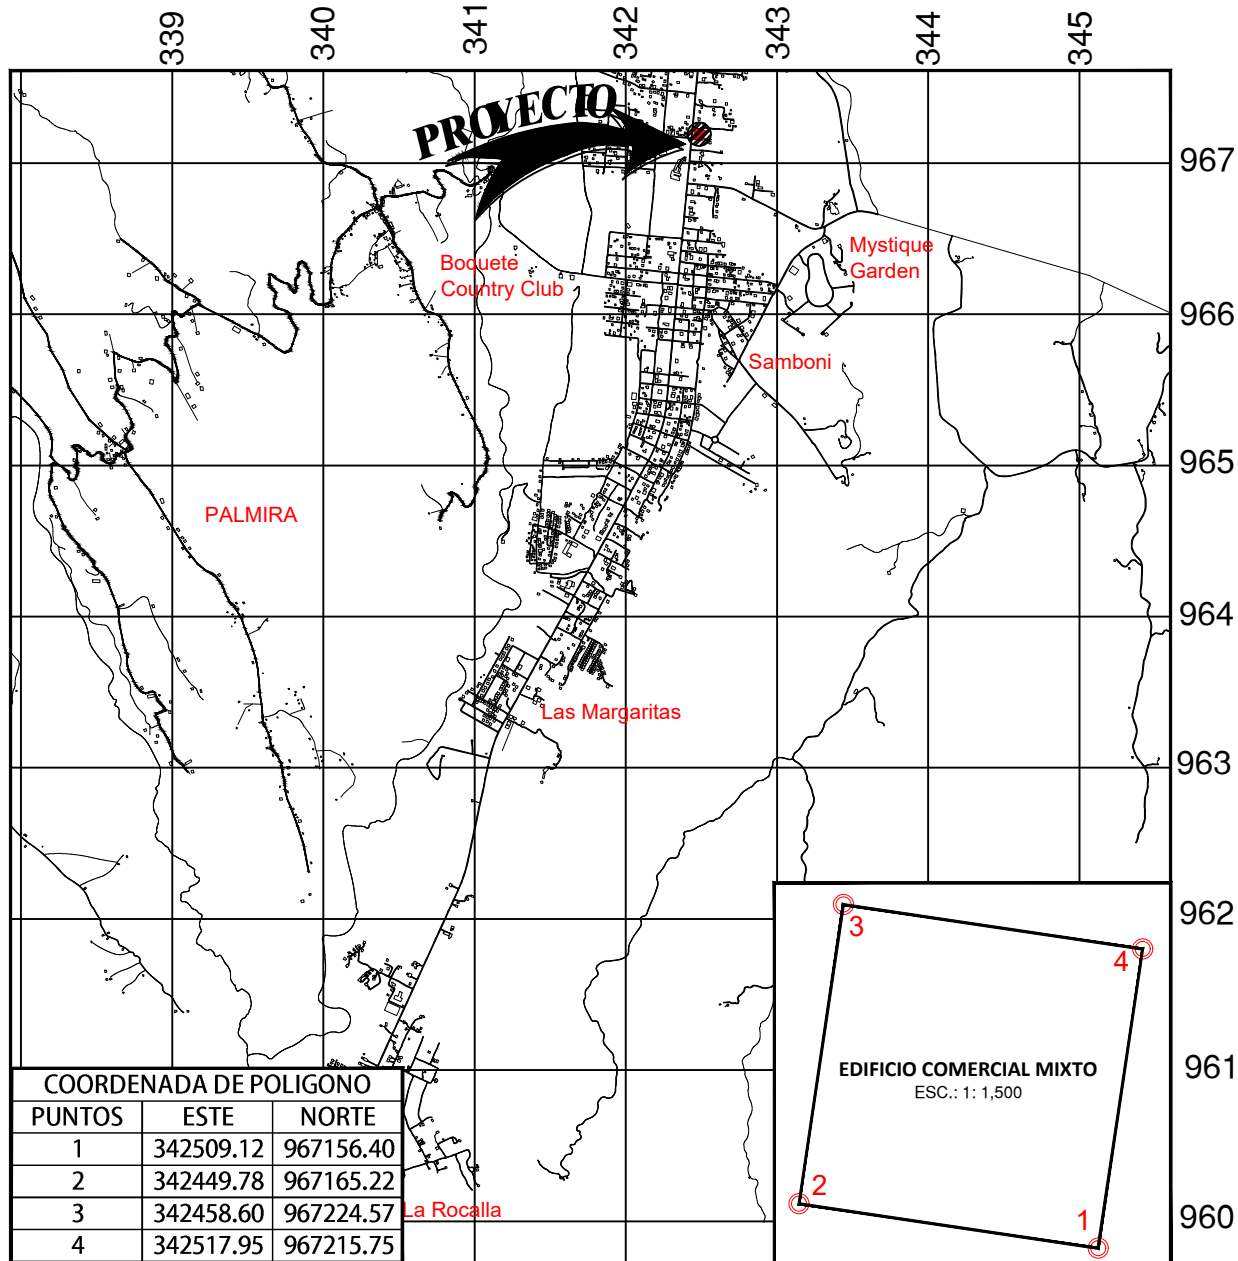 339
340
341
342
343
344
345
PROYECTO
967
966
965
964
963
962
961
960
Boquete
Country Club
Mystique
Garden
Samboni
PALMIRA
Las Margaritas
La Rocalla
COORDENADA DE POLIGONO
PUNTOS ESTE NORTE
1 342509.12 967156.40
2 342449.78 967165.22
3 342458.60 967224.57
4 342517.95 967215.75
3
4
EDIFICIO COMERCIAL MIXTO
ESC.: 1: 1,500
2
1